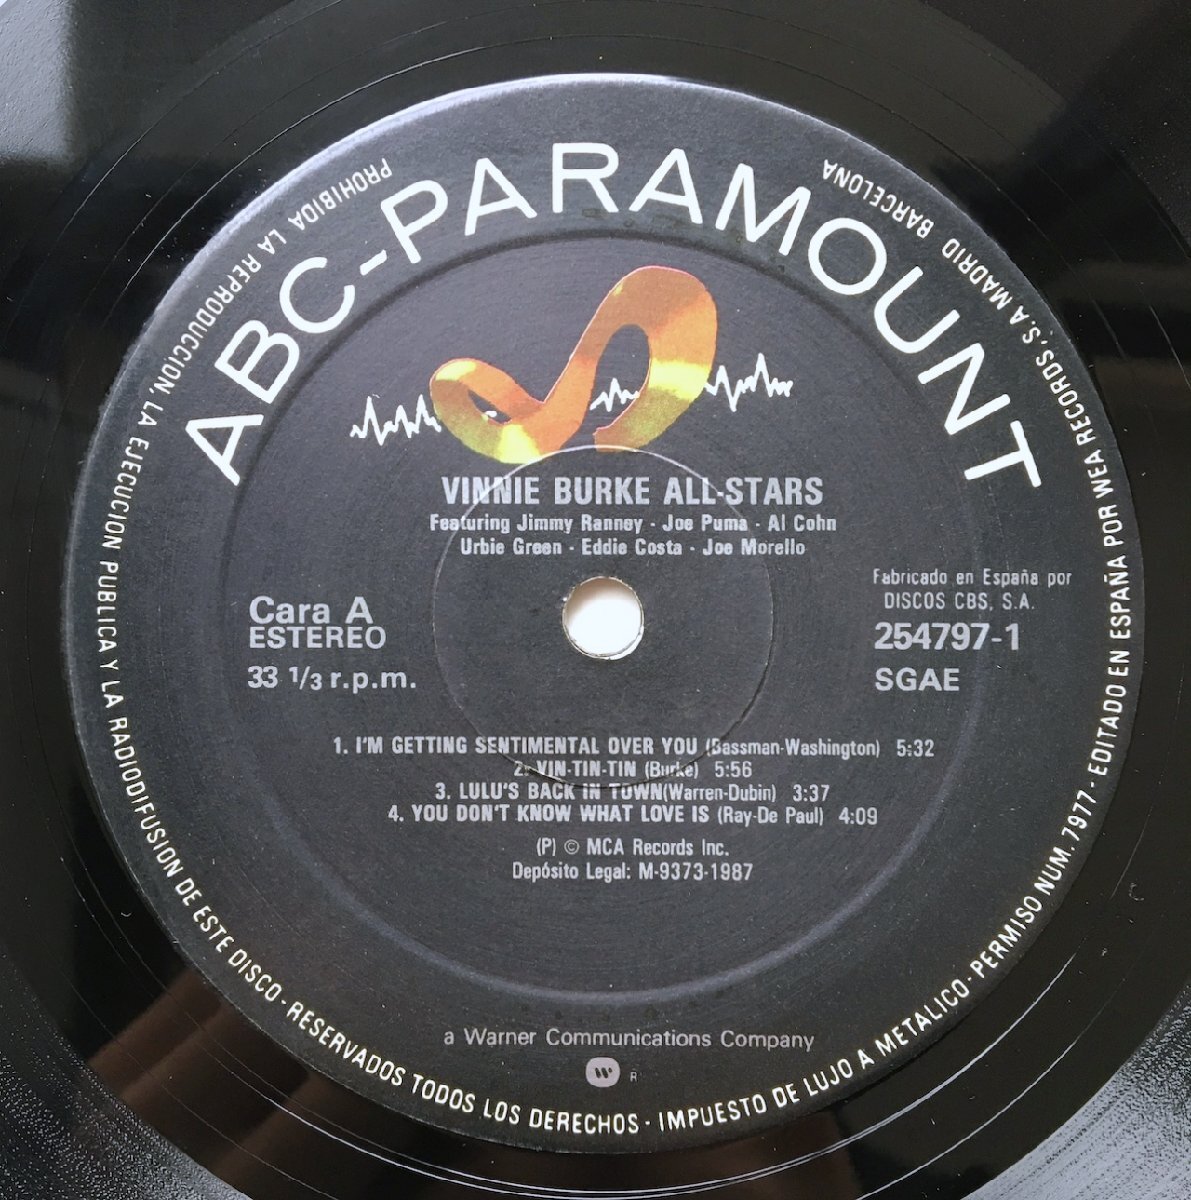 ABC-PARAMOUNT
VINNIE BURKE ALL-STARS
Featuring Jimmy Ranney - Joe Puma - Al Cohn
Urbie Green - Eddie Costa - Joe Morello
Cara A
ESTEREO
33 1/3 r.p.m.
Fabricado en España por
DISCOS CBS, S.A.
254797-1
SGAE
1. I'M GETTING SENTIMENTAL OVER YOU (Bassman-Washington) 5:32
2. VIN-TIN-TIN (Burke) 5:56
3. LULU'S BACK IN TOWN(Warren-Dubin) 3:37
4. YOU DON'T KNOW WHAT LOVE IS (Ray-De Paul) 4:09
(P) © MCA Records Inc.
Depósito Legal: M-9373-1987
a Warner Communications Company
W R
PROHIBIDA LA REPRODUCCION, LA EJECUCION PUBLICA Y LA RADIODIFUSION DE ESTE DISCO - RESERVADOS TODOS LOS DERECHOS - IMPUESTO DE LUJO A METALICO - PERMISO NUM. 7977 - EDITADO EN ESPAÑA POR WEA RECORDS, S.A MADRID BARCELONA